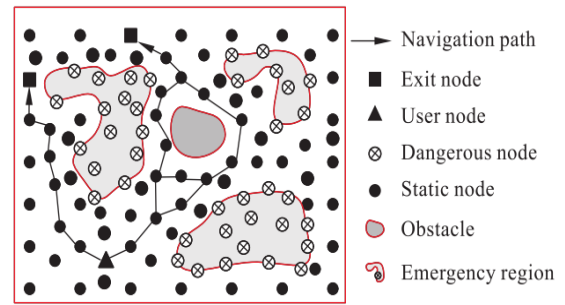 Navigation path
Exit node
User node
Dangerous node
Static node
Obstacle
Emergency region